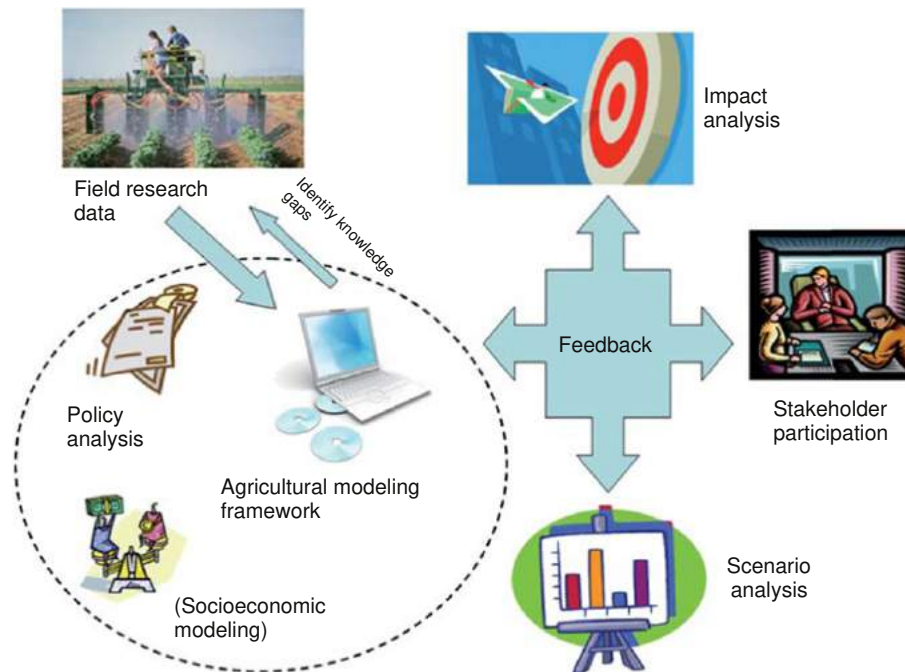 Field research
data
Identify knowledge
gaps
Policy
analysis
Agricultural modeling
framework
(Socioeconomic
modeling)
Impact
analysis
Feedback
Stakeholder
participation
Scenario
analysis